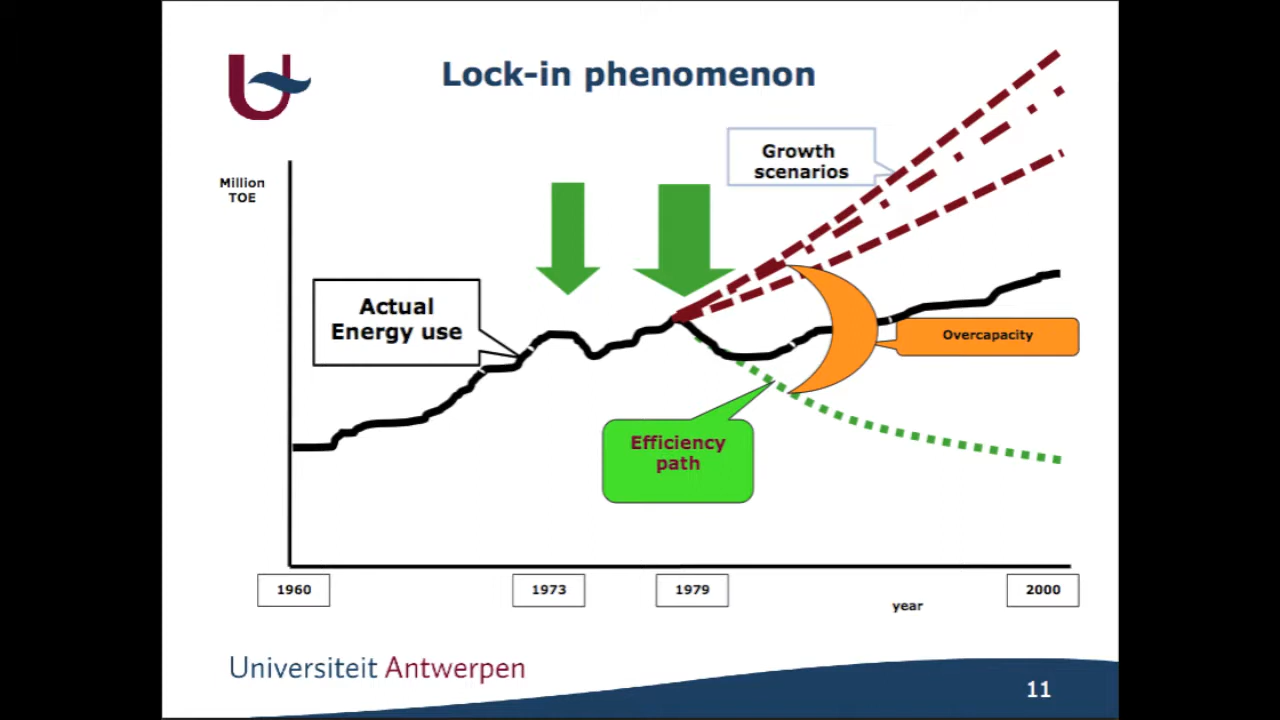 Lock-in phenomenon
Growth
scenarios
Million
TOE
Actual
Energy use
Overcapacity
Efficiency
path
1960
1973
1979
2000
year
Universiteit Antwerpen
11